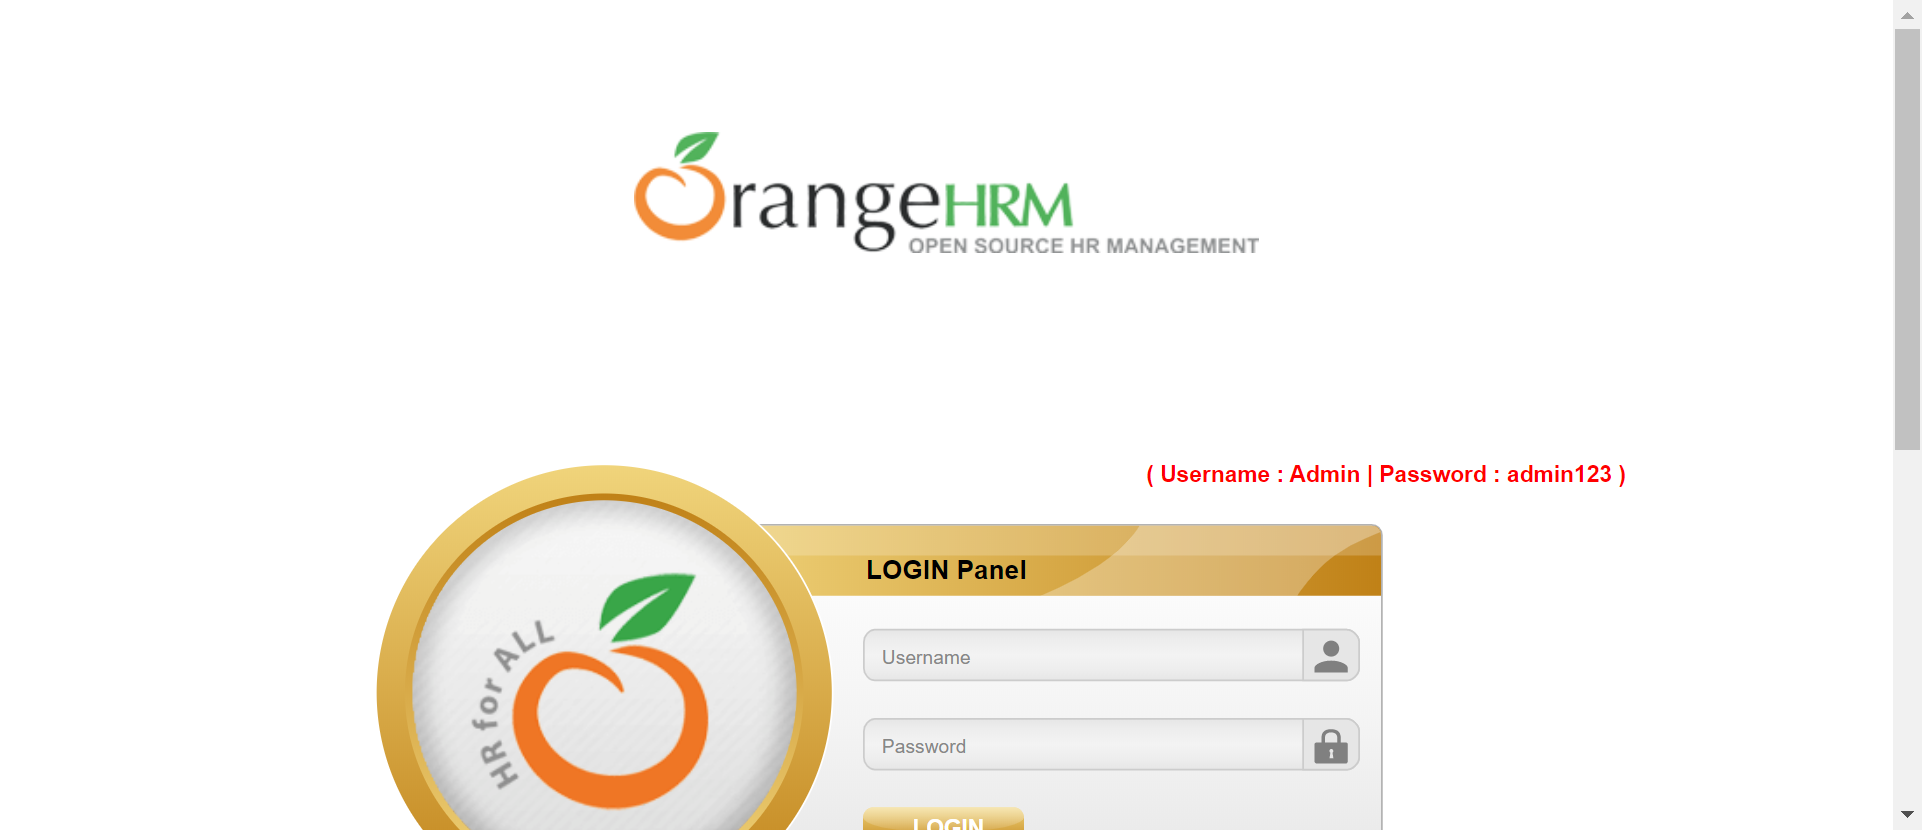 OrangeHRM
OPEN SOURCE HR MANAGEMENT
( Username : Admin | Password : admin123 )
LOGIN Panel
HR for ALL
Username
Password
LOGIN